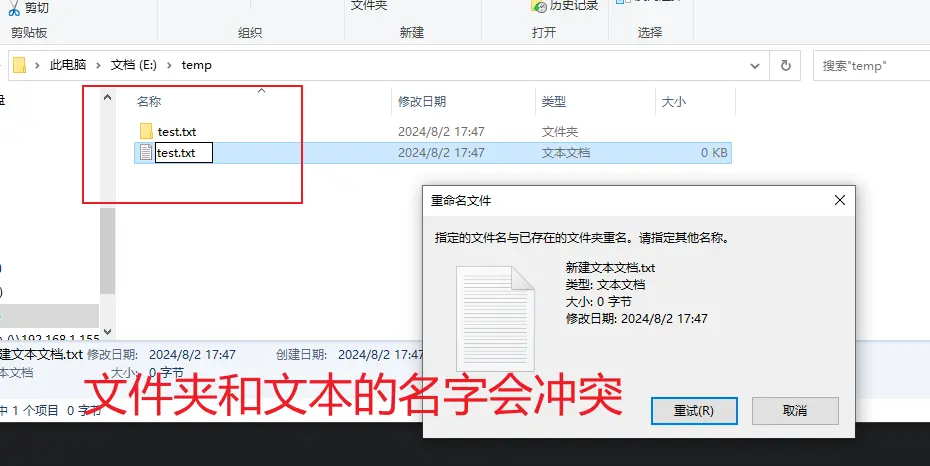 剪切
文件夹
历史记录
剪贴板
组织
新建
打开
选择
此电脑 > 文档 (E:) > temp
搜索"temp"
名称
修改日期
类型
大小
test.txt
2024/8/2 17:47
文件夹
test.txt
2024/8/2 17:47
文本文档
0 KB
重命名文件
指定的文件名与已存在的文件夹重名。请指定其他名称。
新建文本文档.txt
类型: 文本文档
大小: 0 字节
修改日期: 2024/8/2 17:47
重试(R)
取消
建文本文档.txt 修改日期: 2024/8/2 17:47 创建日期: 2024/8/2 17:47
本文档 大小: 0 字节
文件夹和文本的名字会冲突
中 1 个项目 0 字节